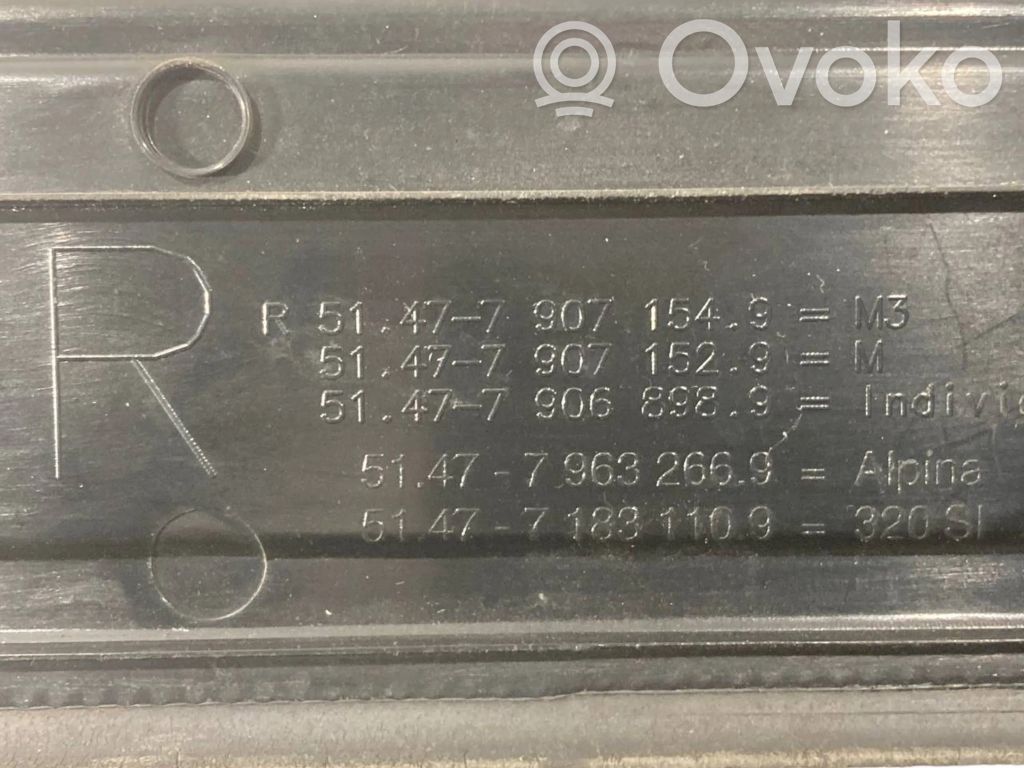 Ovoko
R
R 51.47-7 907 154.9 = M3
51.47-7 907 152.9 = M
51.47-7 906 898.9 =
51.47 - 7 963 266.9 = Alpina
51 47 - 7 183 110 9 = 320 SI